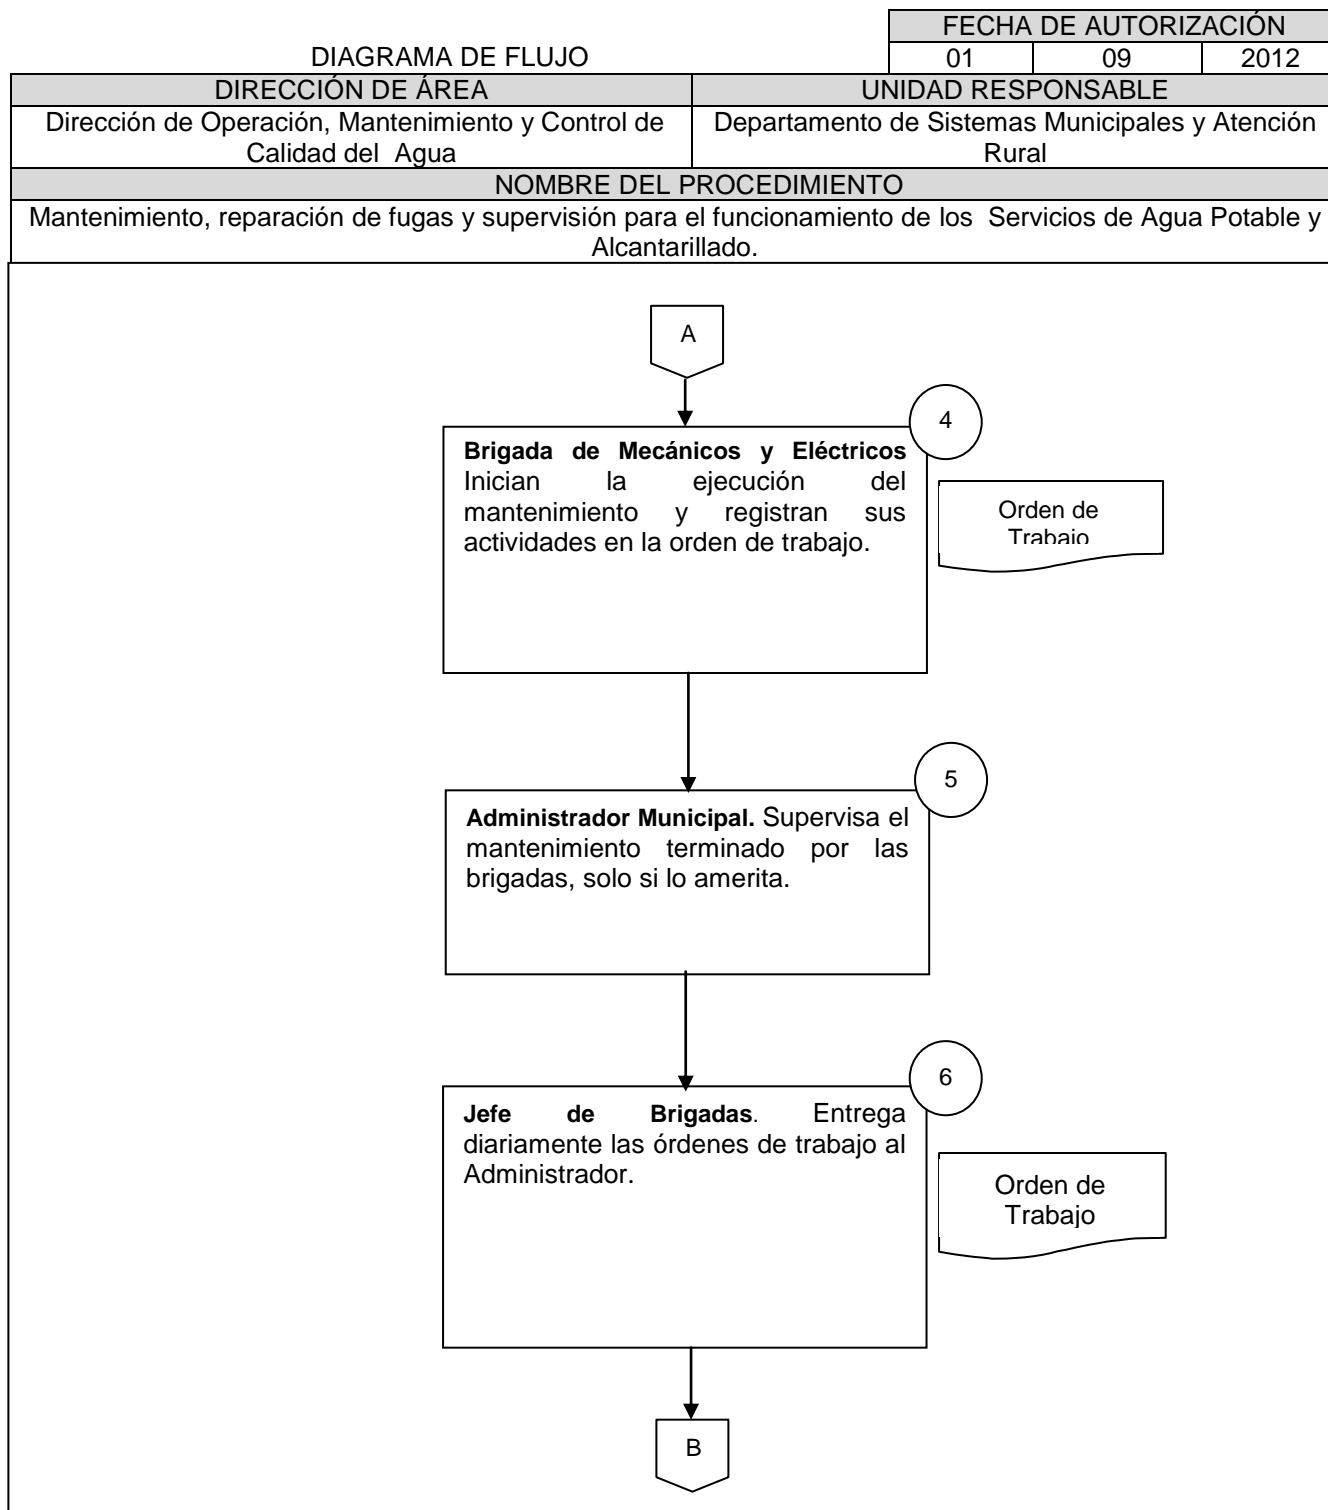 FECHA DE AUTORIZACIÓN
DIAGRAMA DE FLUJO
01 09 2012
DIRECCIÓN DE ÁREA
UNIDAD RESPONSABLE
Dirección de Operación, Mantenimiento y Control de
Calidad del Agua
Departamento de Sistemas Municipales y Atención
Rural
NOMBRE DEL PROCEDIMIENTO
Mantenimiento, reparación de fugas y supervisión para el funcionamiento de los Servicios de Agua Potable y
Alcantarillado.
A
4
Brigada de Mecánicos y Eléctricos
Inician la ejecución del
mantenimiento y registran sus
actividades en la orden de trabajo.
Orden de
Trabajo
5
Administrador Municipal. Supervisa el
mantenimiento terminado por las
brigadas, solo si lo amerita.
6
Jefe de Brigadas. Entrega
diariamente las órdenes de trabajo al
Administrador.
Orden de
Trabajo
B